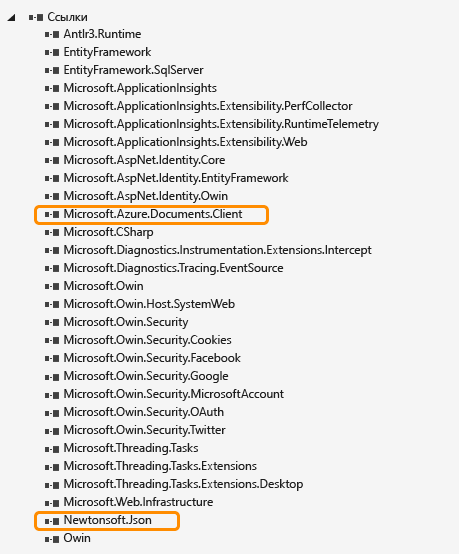 Ссылки
Antlr3.Runtime
EntityFramework
EntityFramework.SqlServer
Microsoft.ApplicationInsights
Microsoft.ApplicationInsights.Extensibility.PerfCollector
Microsoft.ApplicationInsights.Extensibility.RuntimeTelemetry
Microsoft.ApplicationInsights.Extensibility.Web
Microsoft.AspNet.Identity.Core
Microsoft.AspNet.Identity.EntityFramework
Microsoft.AspNet.Identity.Owin
Microsoft.Azure.Documents.Client
Microsoft.CSharp
Microsoft.Diagnostics.Instrumentation.Extensions.Intercept
Microsoft.Diagnostics.Tracing.EventSource
Microsoft.Owin
Microsoft.Owin.Host.SystemWeb
Microsoft.Owin.Security
Microsoft.Owin.Security.Cookies
Microsoft.Owin.Security.Facebook
Microsoft.Owin.Security.Google
Microsoft.Owin.Security.MicrosoftAccount
Microsoft.Owin.Security.OAuth
Microsoft.Owin.Security.Twitter
Microsoft.Threading.Tasks
Microsoft.Threading.Tasks.Extensions
Microsoft.Threading.Tasks.Extensions.Desktop
Microsoft.Web.Infrastructure
Newtonsoft.Json
Owin